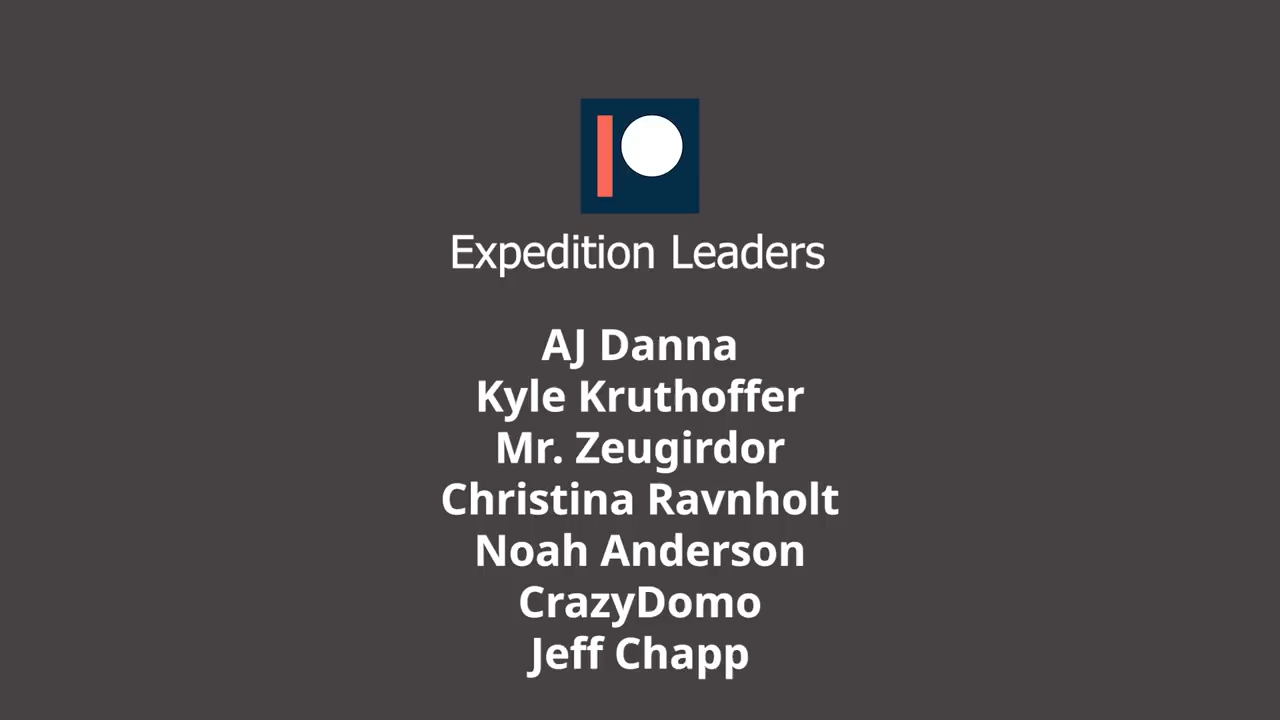 Expedition Leaders
AJ Danna
Kyle Kruthoffer
Mr. Zeugirdor
Christina Ravnholt
Noah Anderson
CrazyDomo
Jeff Chapp